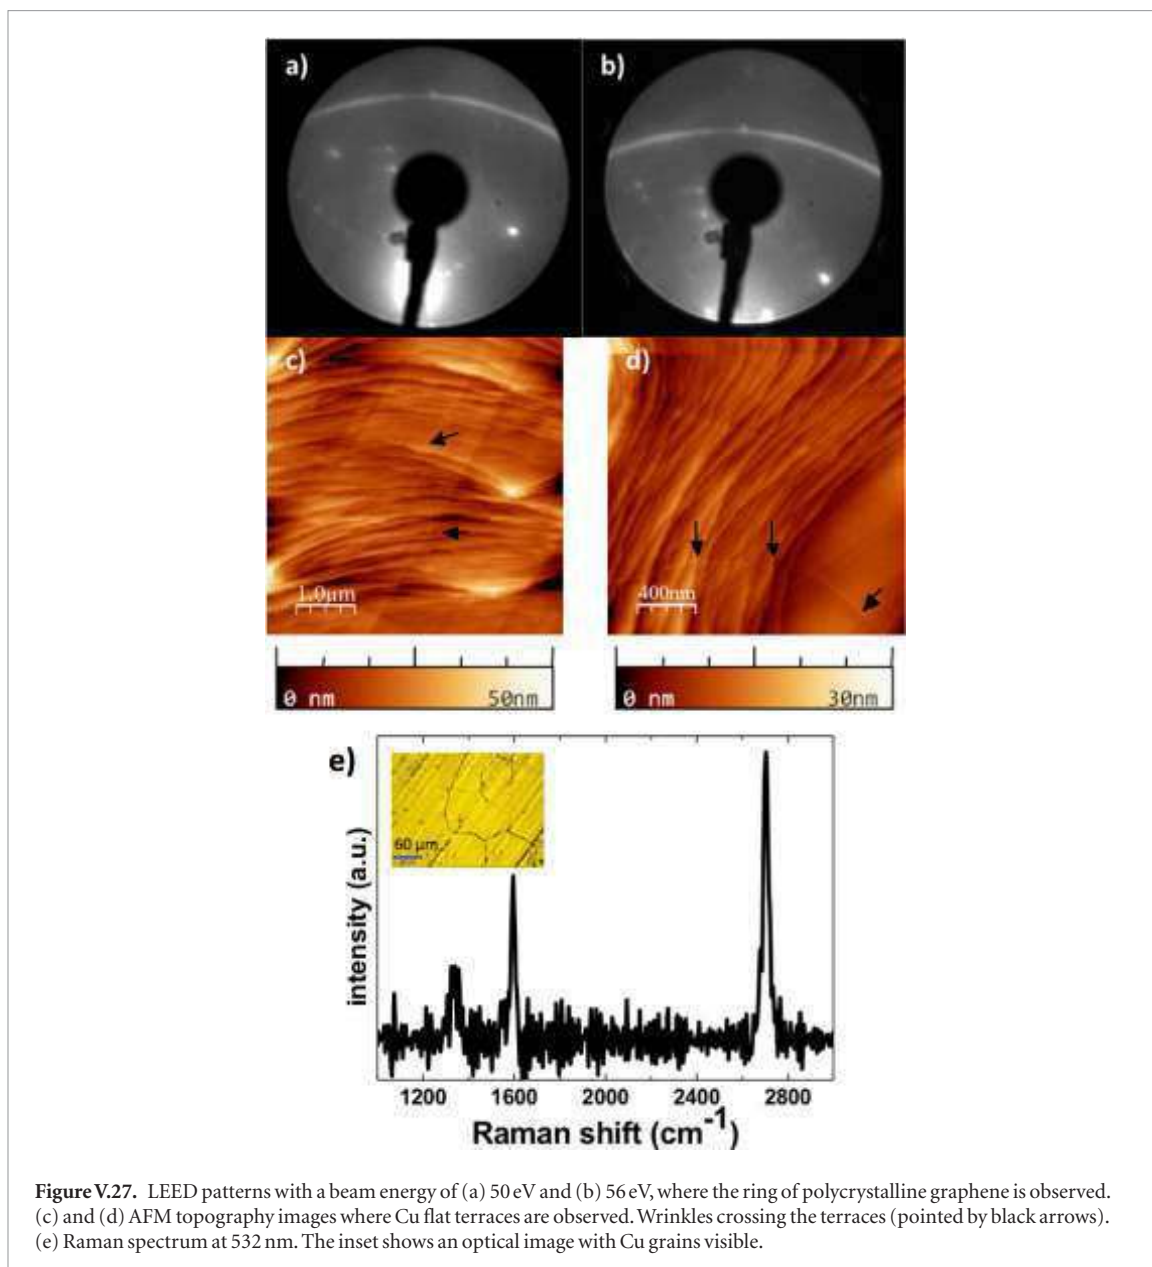 a)
b)
c)
d)
1.0µm
400nm
0 nm
50nm
0 nm
30nm
e)
60 µm
intensity (a.u.)
1200
1600
2000
2400
2800
Raman shift (cm⁻¹)
Figure V.27. LEED patterns with a beam energy of (a) 50 eV and (b) 56 eV, where the ring of polycrystalline graphene is observed.
(c) and (d) AFM topography images where Cu flat terraces are observed. Wrinkles crossing the terraces (pointed by black arrows).
(e) Raman spectrum at 532 nm. The inset shows an optical image with Cu grains visible.